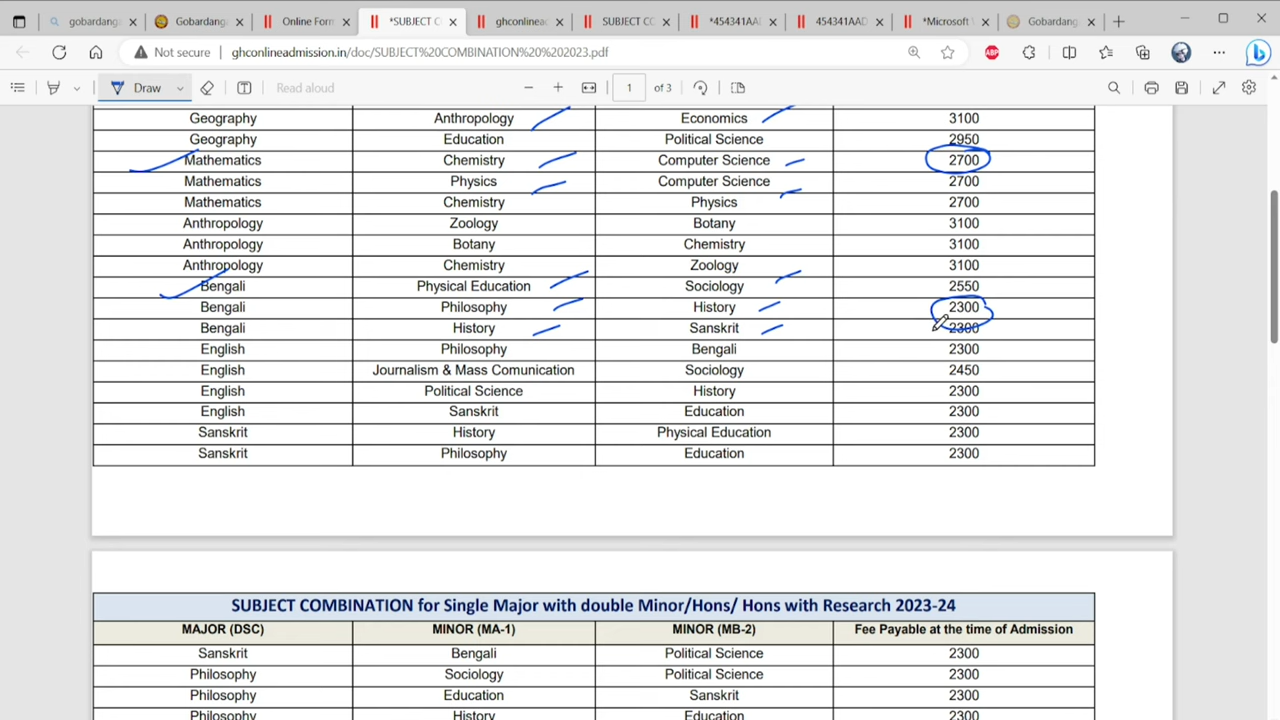 gobardang
Gobardang
Online Form
*SUBJECT C
ghconlineac
SUBJECT CO
*454341AA
454341AAD
*Microsoft
Gobardang
Not secure ghconlineadmission.in/doc/SUBJECT%20COMBINATION%20%202023.pdf
ABP
Draw Read aloud 1 of 3
Geography Anthropology Economics 3100
Geography Education Political Science 2950
Mathematics Chemistry Computer Science 2700
Mathematics Physics Computer Science 2700
Mathematics Chemistry Physics 2700
Anthropology Zoology Botany 3100
Anthropology Botany Chemistry 3100
Anthropology Chemistry Zoology 3100
Bengali Physical Education Sociology 2550
Bengali Philosophy History 2300
Bengali History Sanskrit 2300
English Philosophy Bengali 2300
English Journalism & Mass Comunication Sociology 2450
English Political Science History 2300
English Sanskrit Education 2300
Sanskrit History Physical Education 2300
Sanskrit Philosophy Education 2300
SUBJECT COMBINATION for Single Major with double Minor/Hons/ Hons with Research 2023-24
MAJOR (DSC) MINOR (MA-1) MINOR (MB-2) Fee Payable at the time of Admission
Sanskrit Bengali Political Science 2300
Philosophy Sociology Political Science 2300
Philosophy Education Sanskrit 2300
Philosophy History Education 2300